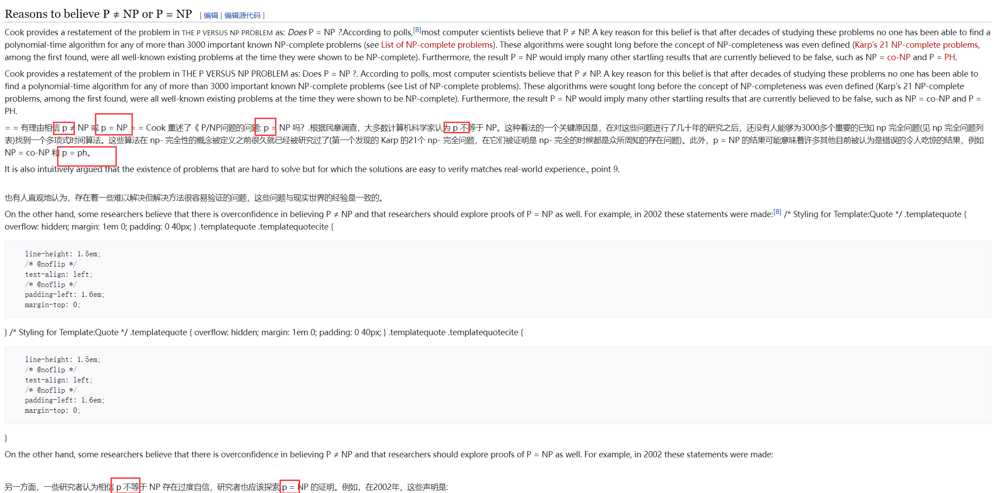 Reasons to believe P ≠ NP or P = NP [ 编辑 | 编辑源代码 ]
Cook provides a restatement of the problem in THE P VERSUS NP PROBLEM as: Does P = NP ?.According to polls,[8]most computer scientists believe that P ≠ NP. A key reason for this belief is that after decades of studying these problems no one has been able to find a
polynomial-time algorithm for any of more than 3000 important known NP-complete problems (see List of NP-complete problems). These algorithms were sought long before the concept of NP-completeness was even defined (Karp's 21 NP-complete problems,
among the first found, were all well-known existing problems at the time they were shown to be NP-complete). Furthermore, the result P = NP would imply many other startling results that are currently believed to be false, such as NP = co-NP and P = PH.
Cook provides a restatement of the problem in THE P VERSUS NP PROBLEM as: Does P = NP ?. According to polls, most computer scientists believe that P ≠ NP. A key reason for this belief is that after decades of studying these problems no one has been able to
find a polynomial-time algorithm for any of more than 3000 important known NP-complete problems (see List of NP-complete problems). These algorithms were sought long before the concept of NP-completeness was even defined (Karp's 21 NP-complete
problems, among the first found, were all well-known existing problems at the time they were shown to be NP-complete). Furthermore, the result P = NP would imply many other startling results that are currently believed to be false, such as NP = co-NP and P =
PH.
= = 有理由相信 p ≠ NP 或 p = NP = = Cook 重述了《 P/NP问题的问题: p = NP 吗？.根据民意调查，大多数计算机科学家认为 p 不等于 NP。这种看法的一个关键原因是，在对这些问题进行了几十年的研究之后，还没有人能够为3000多个重要的已知 np 完全问题(见 np 完全问题列
表)找到一个多项式时间算法。这些算法在 np- 完全性的概念被定义之前很久就已经被研究过了(第一个发现的 Karp 的21个 np- 完全问题，在它们被证明是 np- 完全的时候都是众所周知的存在问题)。此外，p = NP 的结果可能意味着许多其他目前被认为是错误的令人吃惊的结果，例如
NP = co-NP 和 p = ph。
It is also intuitively argued that the existence of problems that are hard to solve but for which the solutions are easy to verify matches real-world experience., point 9.
也有人直观地认为，存在着一些难以解决但解决方法很容易验证的问题，这些问题与现实世界的经验是一致的。
On the other hand, some researchers believe that there is overconfidence in believing P ≠ NP and that researchers should explore proofs of P = NP as well. For example, in 2002 these statements were made:[8] /* Styling for Template:Quote */ .templatequote {
overflow: hidden; margin: 1em 0; padding: 0 40px; } .templatequote .templatequotecite {
line-height: 1.5em;
/* @noflip */
text-align: left;
/* @noflip */
padding-left: 1.6em;
margin-top: 0;
} /* Styling for Template:Quote */ .templatequote { overflow: hidden; margin: 1em 0; padding: 0 40px; } .templatequote .templatequotecite {
line-height: 1.5em;
/* @noflip */
text-align: left;
/* @noflip */
padding-left: 1.6em;
margin-top: 0;
}
On the other hand, some researchers believe that there is overconfidence in believing P ≠ NP and that researchers should explore proofs of P = NP as well. For example, in 2002 these statements were made:
另一方面，一些研究者认为相信 p 不等于 NP 存在过度自信，研究者也应该探索 p = NP 的证明。例如，在2002年，这些声明是: